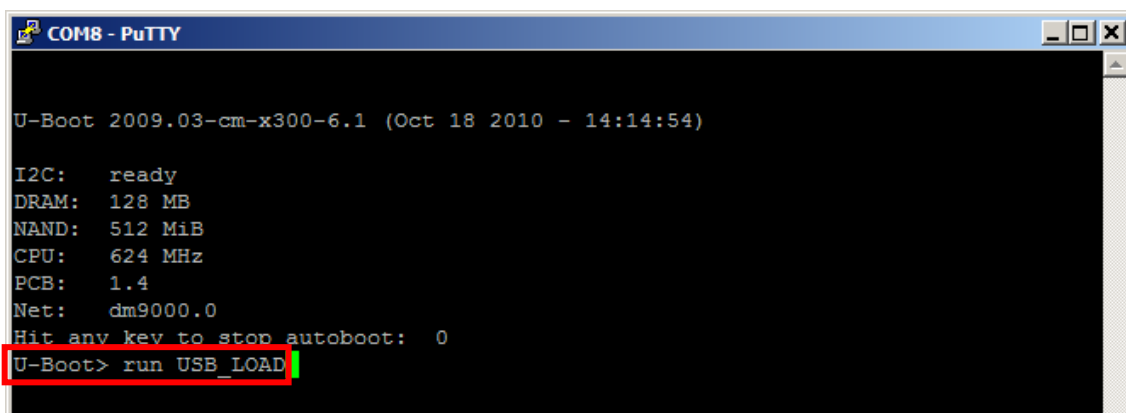 COM8 - PuTTY
U-Boot 2009.03-cm-x300-6.1 (Oct 18 2010 - 14:14:54)
I2C:   ready
DRAM:  128 MB
NAND:  512 MiB
CPU:   624 MHz
PCB:   1.4
Net:   dm9000.0
Hit any key to stop autoboot:  0
U-Boot> run USB_LOAD